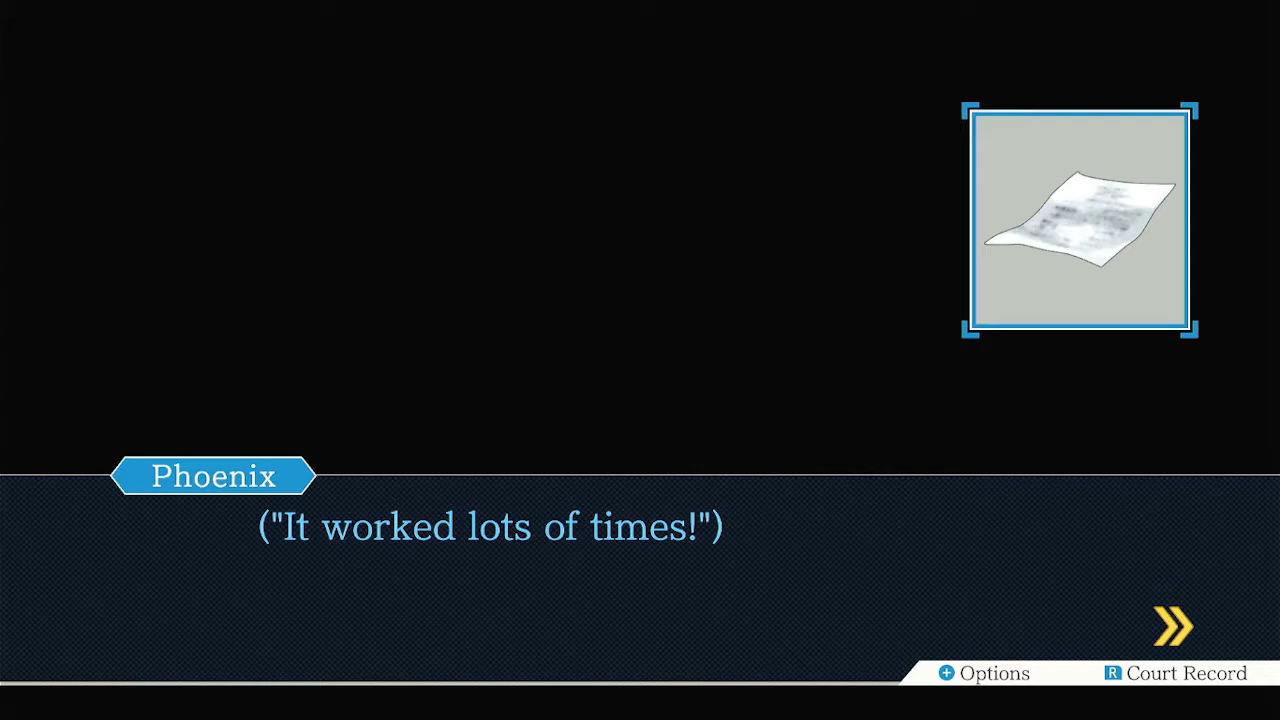 Phoenix
("It worked lots of times!")
+ Options
R Court Record